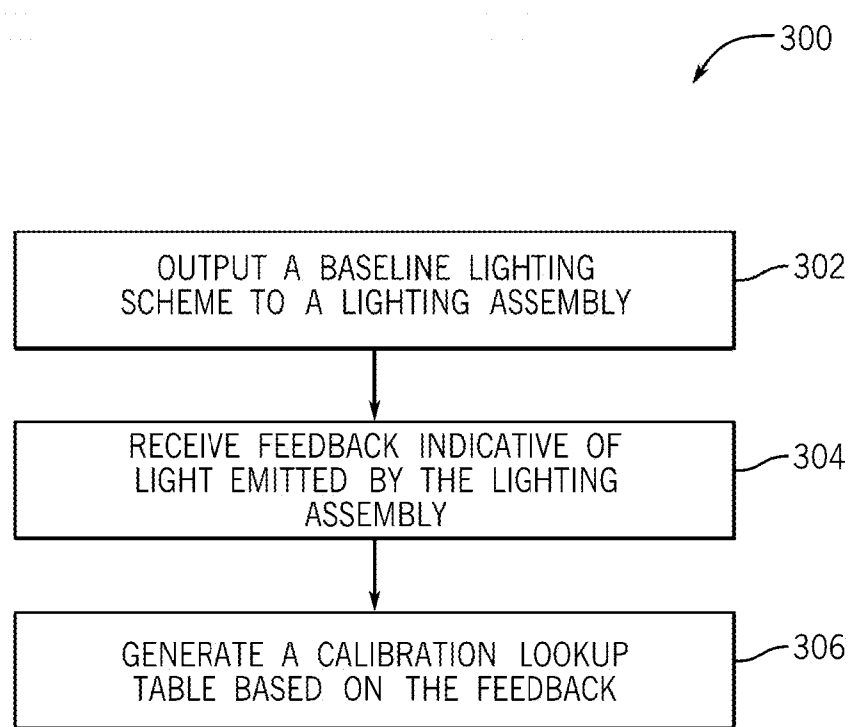 300
OUTPUT A BASELINE LIGHTING
SCHEME TO A LIGHTING ASSEMBLY
302
RECEIVE FEEDBACK INDICATIVE OF
LIGHT EMITTED BY THE LIGHTING
ASSEMBLY
304
GENERATE A CALIBRATION LOOKUP
TABLE BASED ON THE FEEDBACK
306